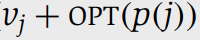 (v_j + OPT(p(j))